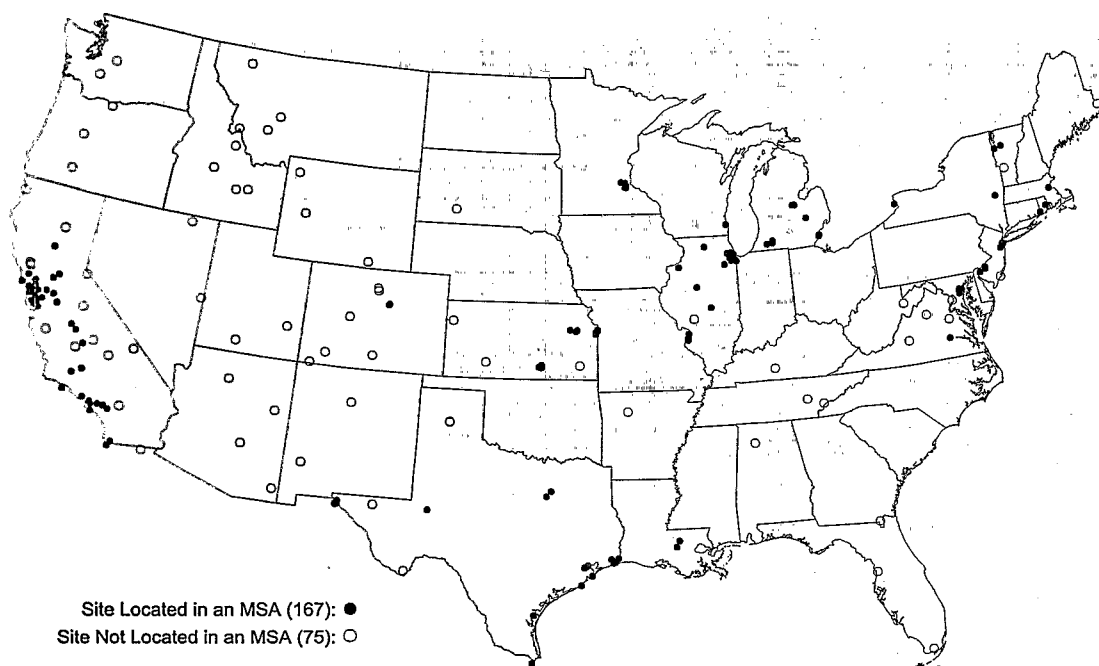 Site Located in an MSA (167): ●
Site Not Located in an MSA (75): ○